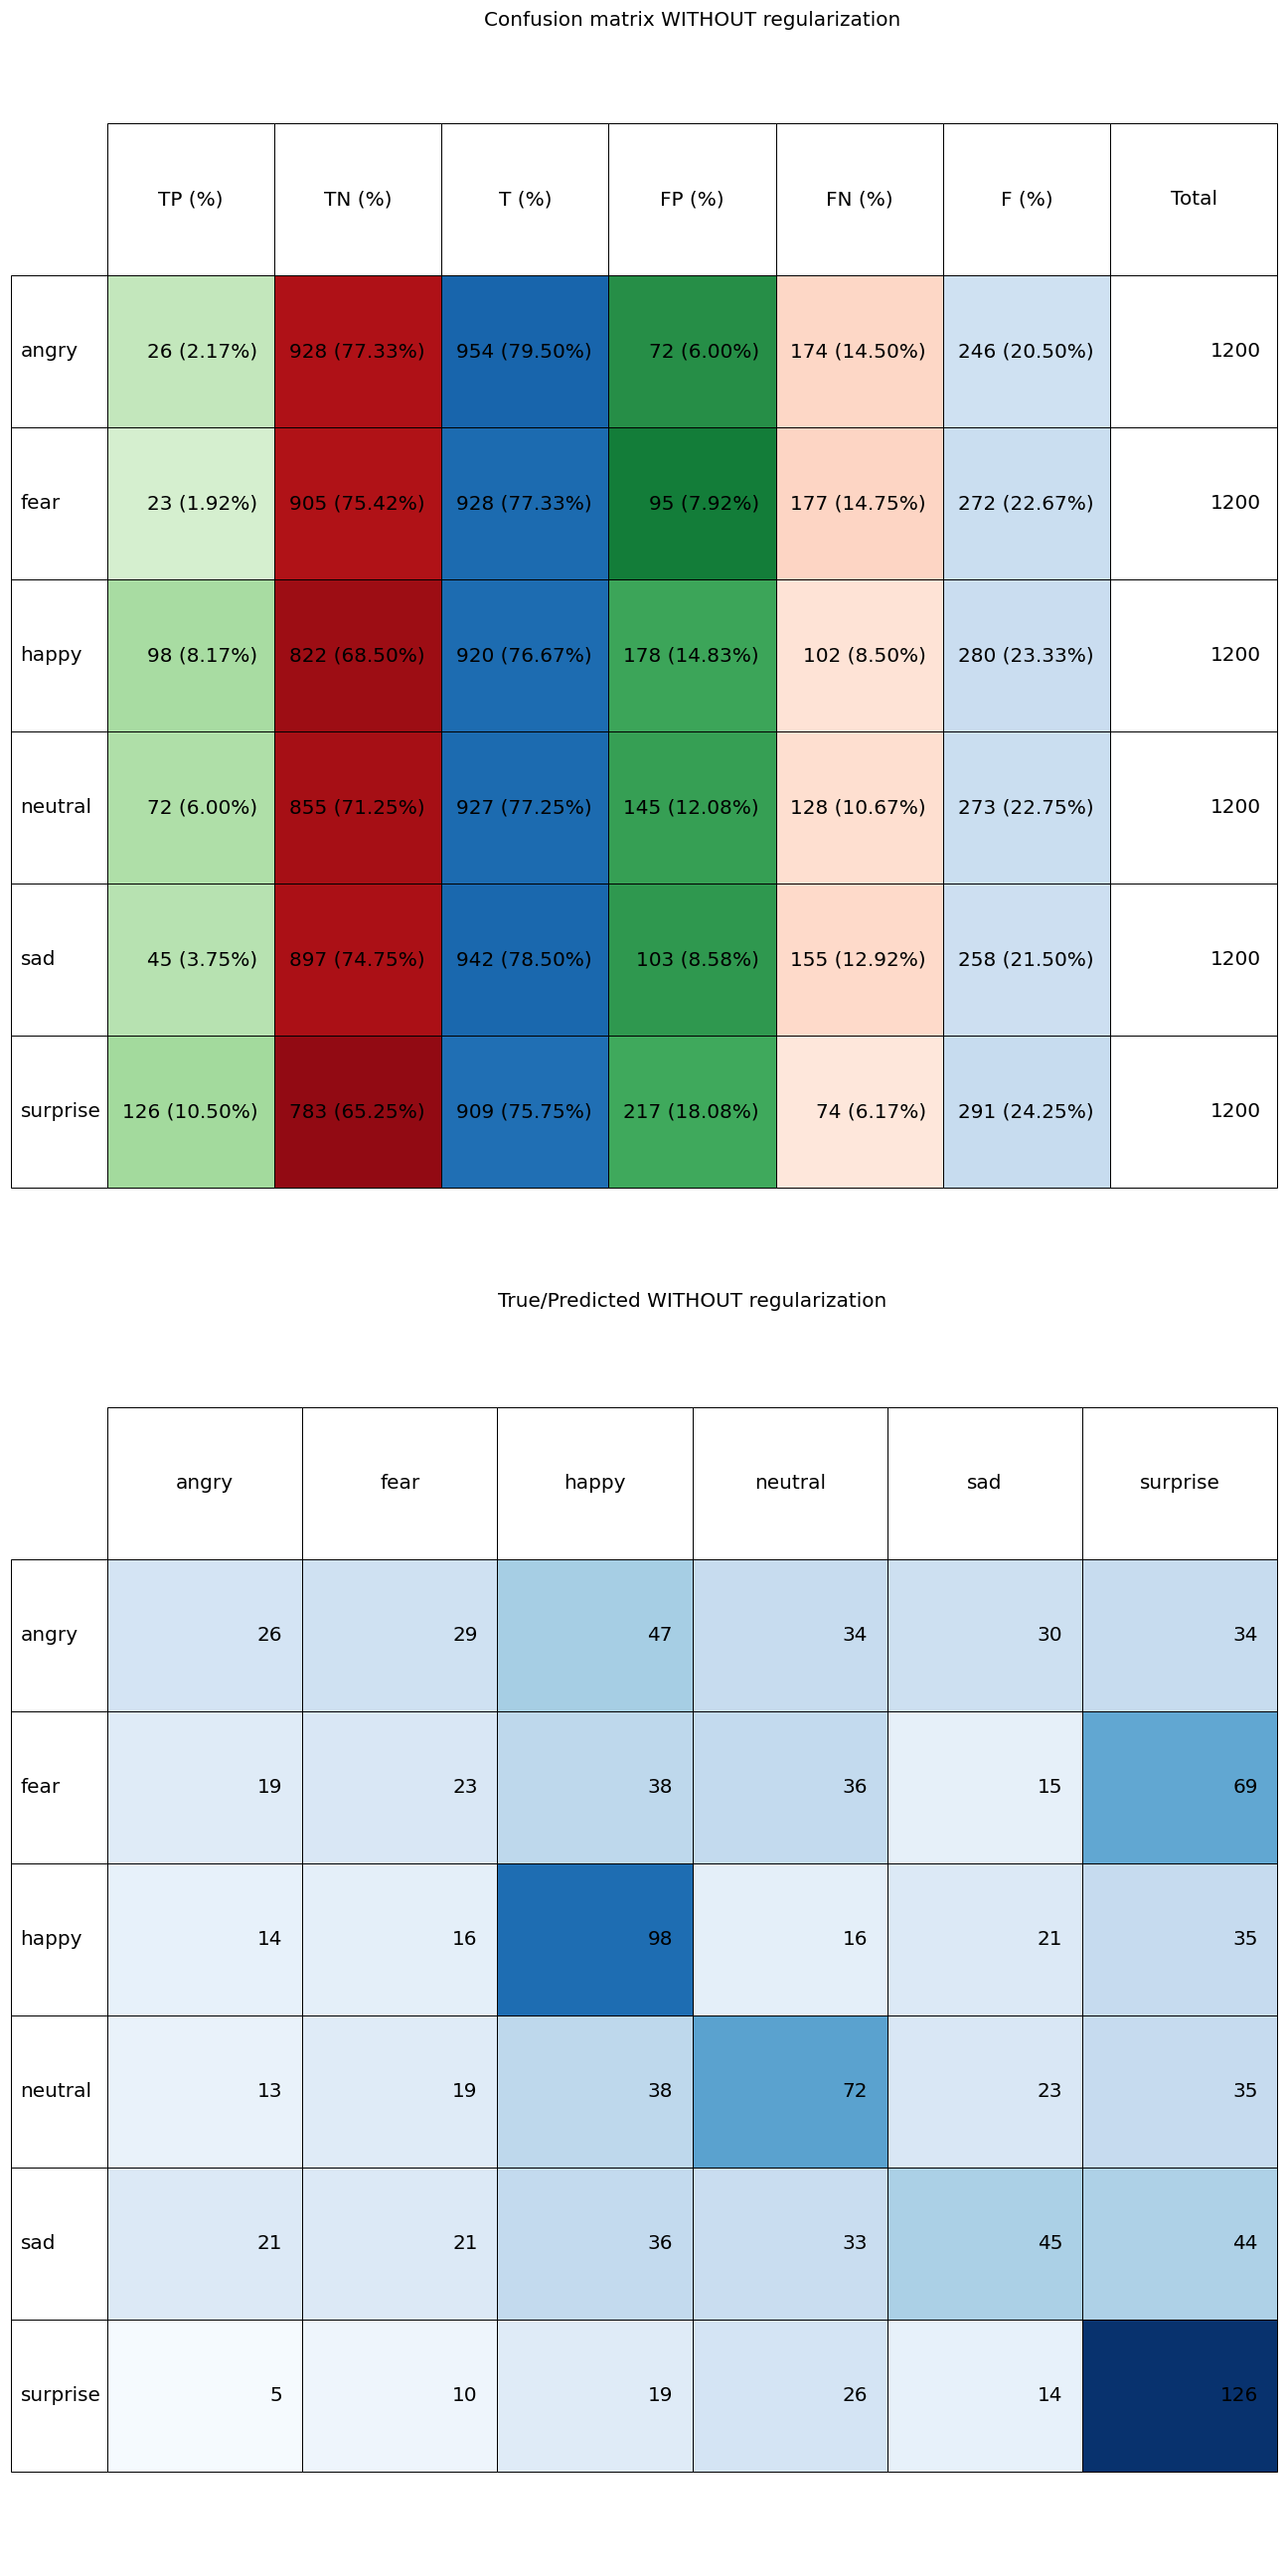 Confusion matrix WITHOUT regularization
TP (%) TN (%) T (%) FP (%) FN (%) F (%) Total
angry 26 (2.17%) 928 (77.33%) 954 (79.50%) 72 (6.00%) 174 (14.50%) 246 (20.50%) 1200
fear 23 (1.92%) 905 (75.42%) 928 (77.33%) 95 (7.92%) 177 (14.75%) 272 (22.67%) 1200
happy 98 (8.17%) 822 (68.50%) 920 (76.67%) 178 (14.83%) 102 (8.50%) 280 (23.33%) 1200
neutral 72 (6.00%) 855 (71.25%) 927 (77.25%) 145 (12.08%) 128 (10.67%) 273 (22.75%) 1200
sad 45 (3.75%) 897 (74.75%) 942 (78.50%) 103 (8.58%) 155 (12.92%) 258 (21.50%) 1200
surprise 126 (10.50%) 783 (65.25%) 909 (75.75%) 217 (18.08%) 74 (6.17%) 291 (24.25%) 1200
True/Predicted WITHOUT regularization
angry fear happy neutral sad surprise
angry 26 29 47 34 30 34
fear 19 23 38 36 15 69
happy 14 16 98 16 21 35
neutral 13 19 38 72 23 35
sad 21 21 36 33 45 44
surprise 5 10 19 26 14 126